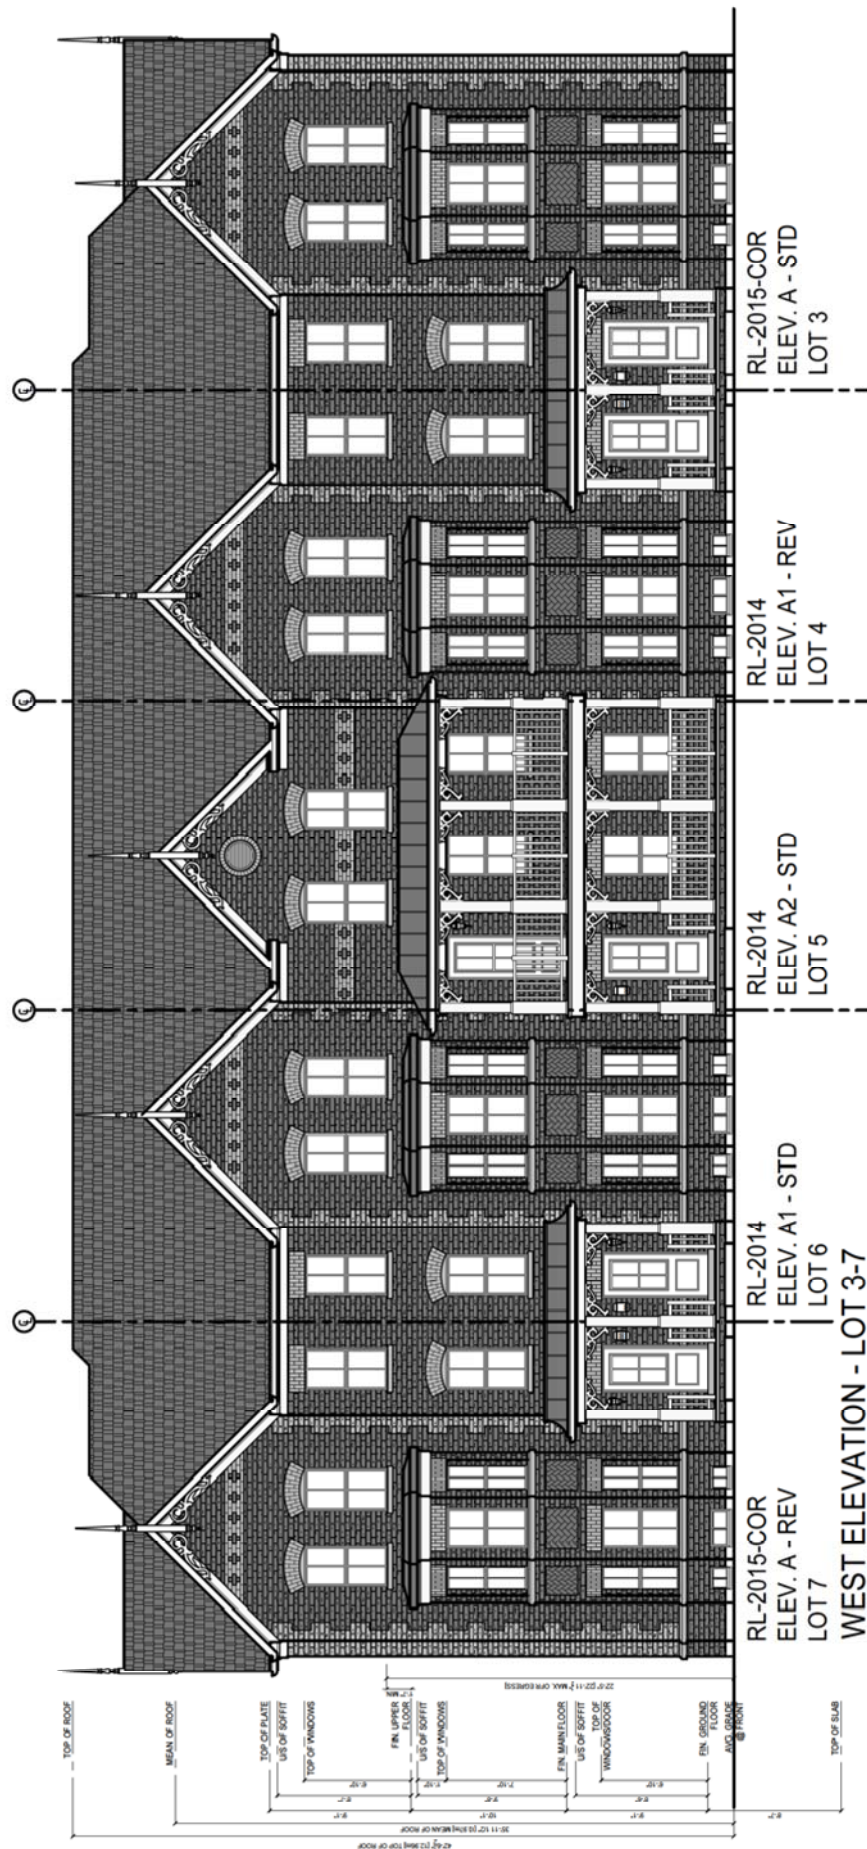 RL-2015-COR
ELEV. A - REV
LOT 7
RL-2014
ELEV. A1 - STD
LOT 6
RL-2014
ELEV. A2 - STD
LOT 5
RL-2014
ELEV. A1 - REV
LOT 4
RL-2015-COR
ELEV. A - STD
LOT 3
WEST ELEVATION - LOT 3-7
TOP OF ROOF
MEAN OF ROOF
TOP OF PLATE
U/S OF SOFFIT
TOP OF WINDOWS
FIN. UPPER
FLOOR
U/S OF SOFFIT
TOP OF WINDOWS
FIN. MAIN FLOOR
U/S OF SOFFIT
TOP OF
WINDOWS/DOOR
FIN. GROUND
FLOOR
AVG. GRADE
@ FRONT
TOP OF SLAB